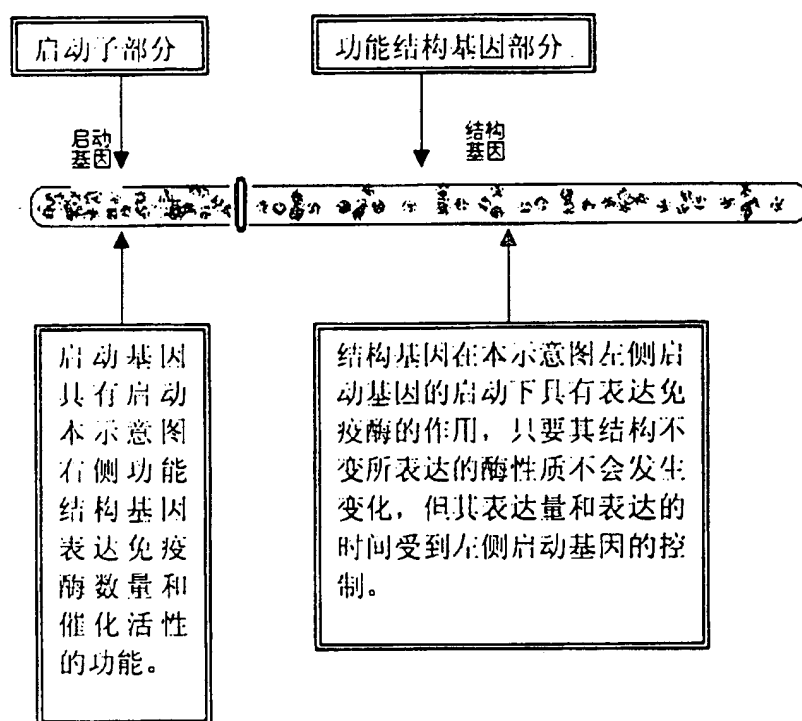 启动子部分
功能结构基因部分
启动
基因
结构
基因
启动基因
具有启动
本示意图
右侧功能
结构基因
表达免疫
酶数量和
催化活性
的功能。
结构基因在本示意图左侧启
动基因的启动下具有表达免
疫酶的作用，只要其结构不
变所表达的酶性质不会发生
变化，但其表达量和表达的
时间受到左侧启动基因的控
制。